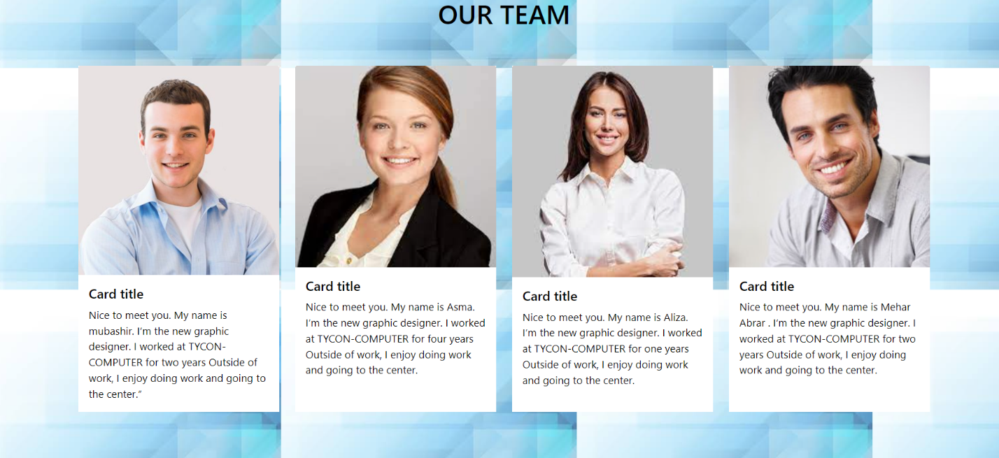 OUR TEAM
Card title
Nice to meet you. My name is
mubashir. I'm the new graphic
designer. I worked at TYCON-
COMPUTER for two years Outside of
work, I enjoy doing work and going to
the center."
Card title
Nice to meet you. My name is Asma.
I'm the new graphic designer. I worked
at TYCON-COMPUTER for four years
Outside of work, I enjoy doing work
and going to the center.
Card title
Nice to meet you. My name is Aliza.
I'm the new graphic designer. I worked
at TYCON-COMPUTER for one years
Outside of work, I enjoy doing work
and going to the center.
Card title
Nice to meet you. My name is Mehar
Abrar . I'm the new graphic designer. I
worked at TYCON-COMPUTER for two
years Outside of work, I enjoy doing
work and going to the center.